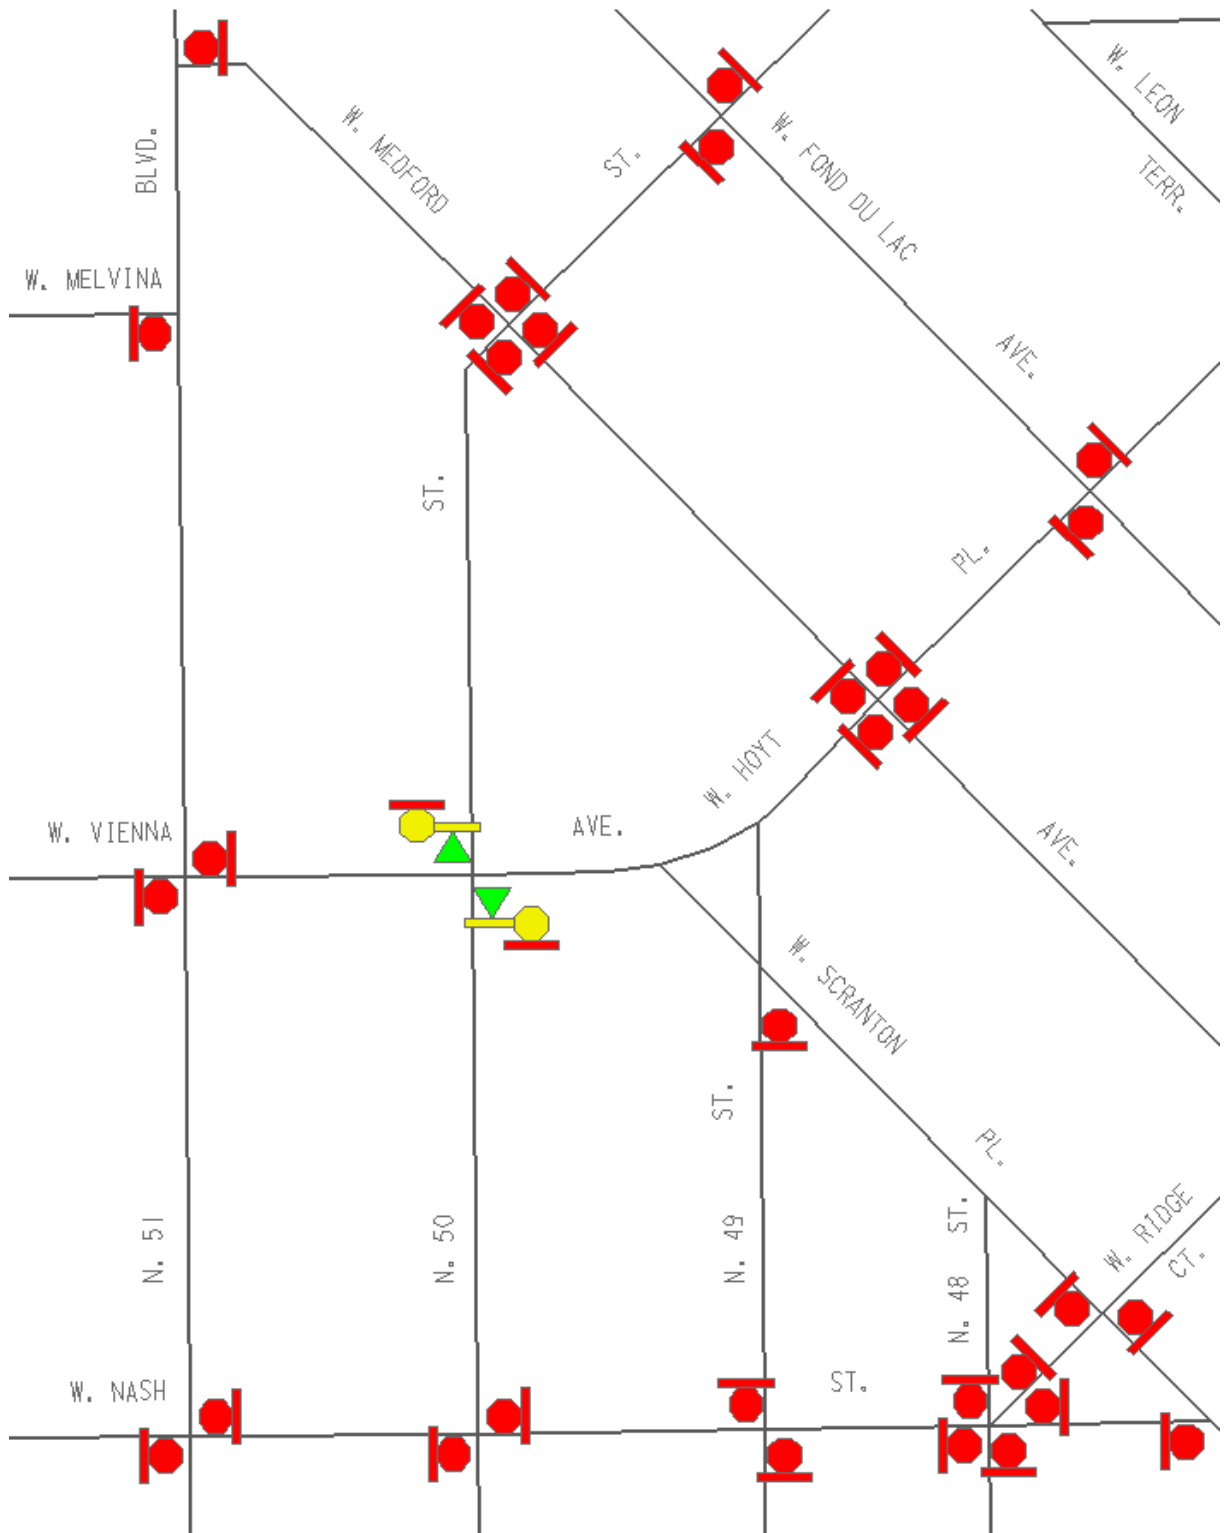 W. LEON
TERR.
W. MEDFORD
BLVD.
ST.
W. FOND DU LAC
W. MELVINA
AVE.
ST.
PL.
W. HOYT
W. VIENNA
AVE.
AVE.
W. SCRANTON
ST.
PL.
N. 51
N. 50
N. 49
N. 48 ST.
W. RIDGE
CT.
W. NASH
ST.